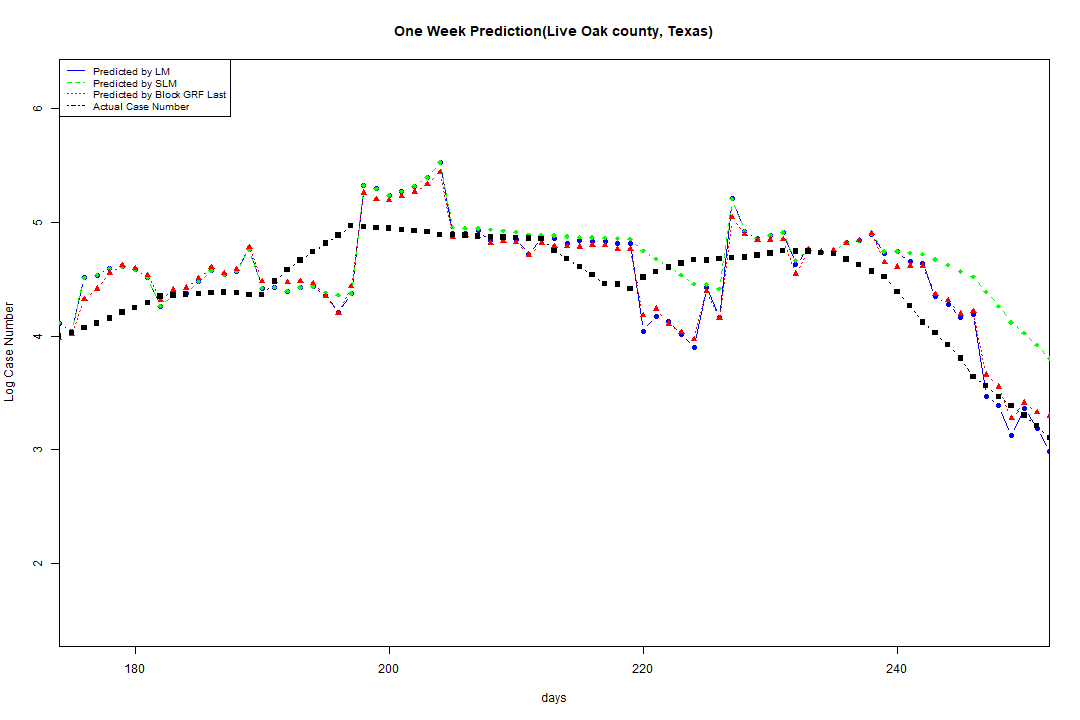 One Week Prediction(Live Oak county, Texas)
Predicted by LM
Predicted by SLM
Predicted by Block GRF Last
Actual Case Number
6
5
4
3
2
Log Case Number
180 200 220 240
days